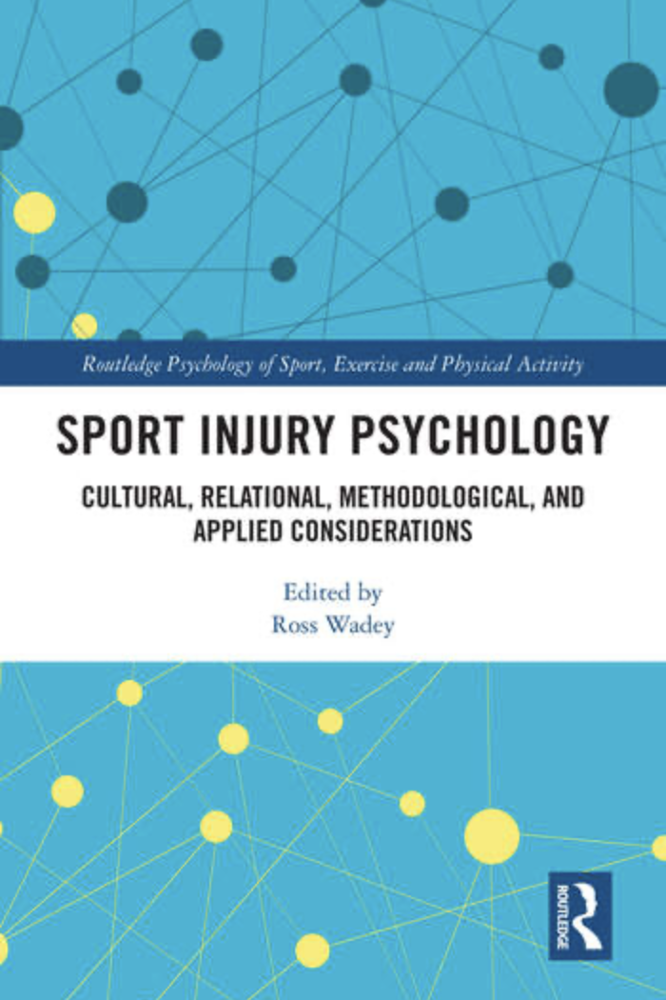 Routledge Psychology of Sport, Exercise and Physical Activity
SPORT INJURY PSYCHOLOGY
CULTURAL, RELATIONAL, METHODOLOGICAL, AND
APPLIED CONSIDERATIONS
Edited by
Ross Wadey
ROUTLEDGE